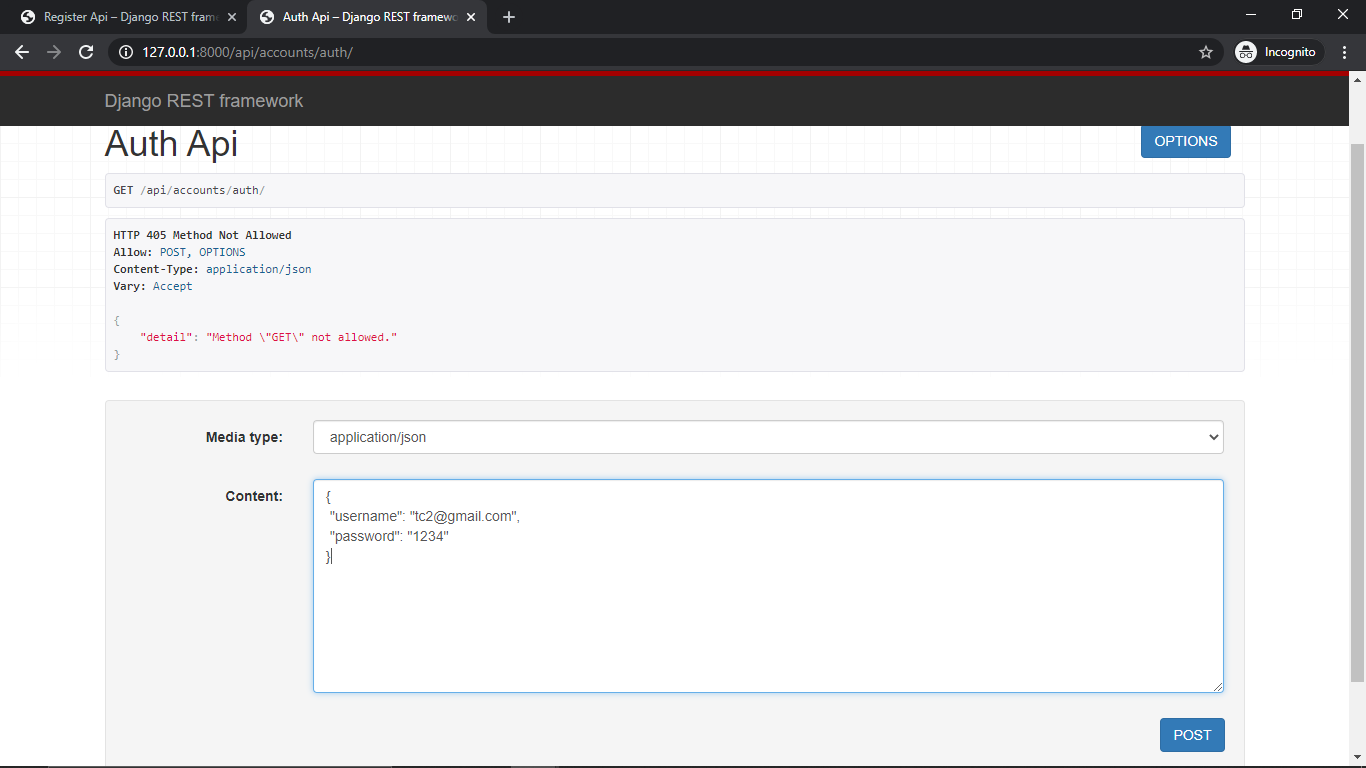 Register Api – Django REST fram
Auth Api – Django REST framewo
127.0.0.1:8000/api/accounts/auth/
Incognito
Django REST framework
Auth Api
OPTIONS
GET /api/accounts/auth/
HTTP 405 Method Not Allowed
Allow: POST, OPTIONS
Content-Type: application/json
Vary: Accept
{
"detail": "Method \"GET\" not allowed."
}
Media type:
application/json
Content:
{
"username": "tc2@gmail.com",
"password": "1234"
}
POST